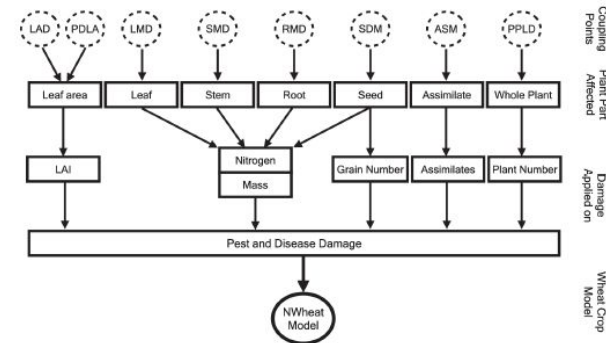 LAD PDLA LMD SMD RMD SDM ASM PPLD
Coupling
Points
Leaf area Leaf Stem Root Seed Assimilate Whole Plant
Plant Part
Affected
LAI Nitrogen Grain Number Assimilates Plant Number
Mass
Damage
Applied on
Pest and Disease Damage
NWheat
Model
Wheat Crop
Model